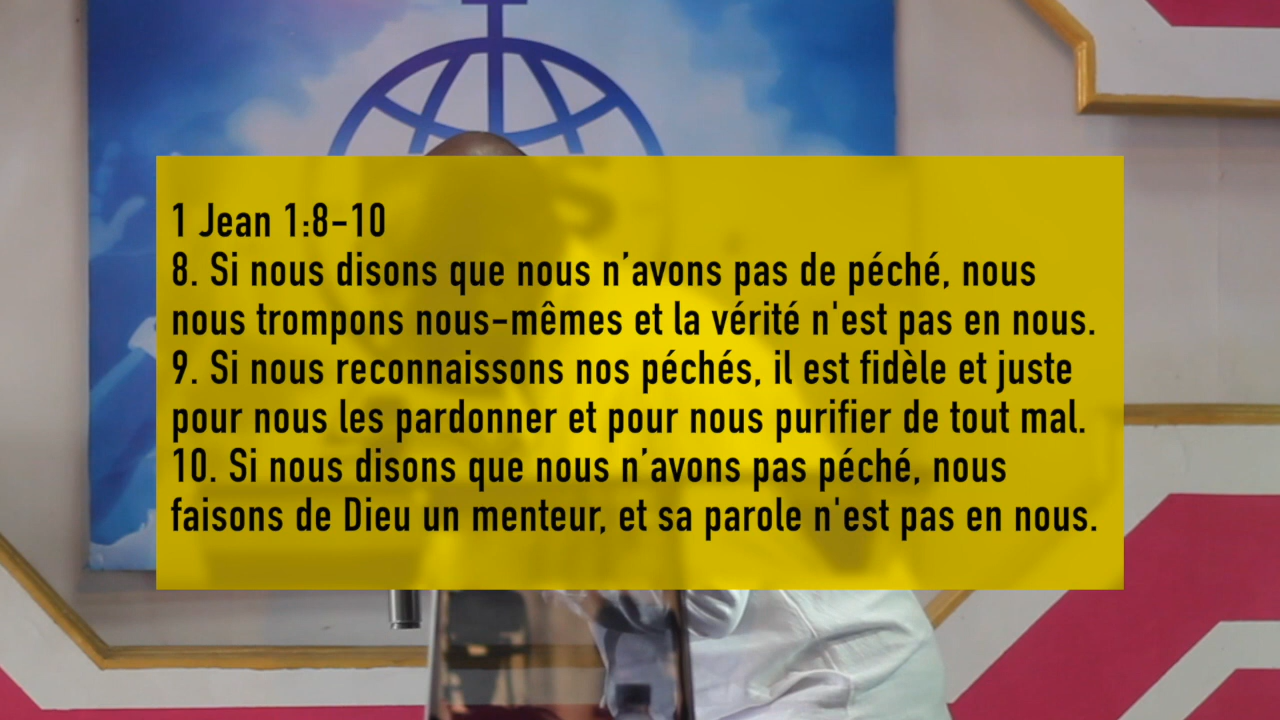 1 Jean 1:8-10
8. Si nous disons que nous n’avons pas de péché, nous
nous trompons nous-mêmes et la vérité n'est pas en nous.
9. Si nous reconnaissons nos péchés, il est fidèle et juste
pour nous les pardonner et pour nous purifier de tout mal.
10. Si nous disons que nous n’avons pas péché, nous
faisons de Dieu un menteur, et sa parole n'est pas en nous.